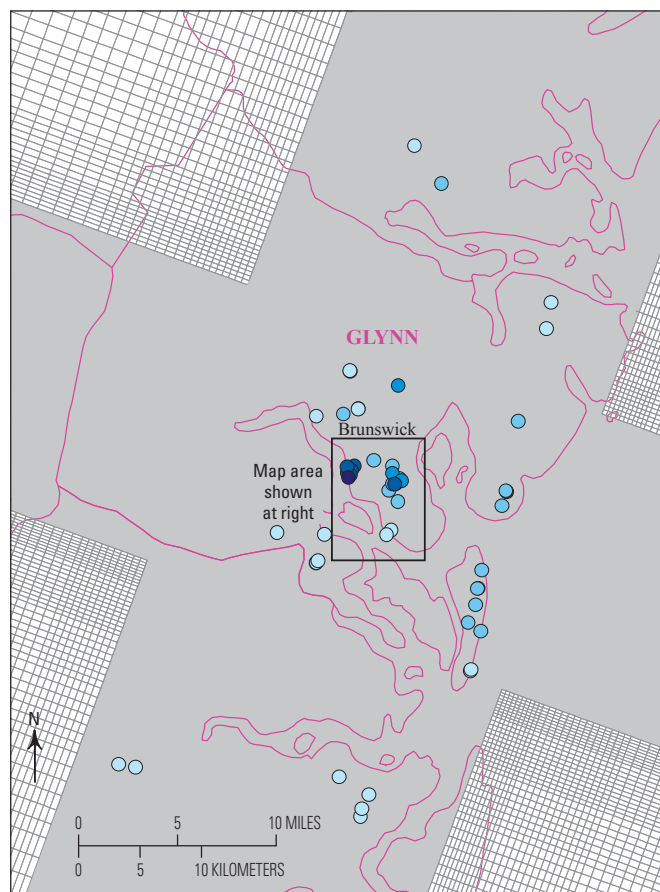 GLYNN
Brunswick
Map area
shown
at right
N
0 5 10 MILES
0 5 10 KILOMETERS